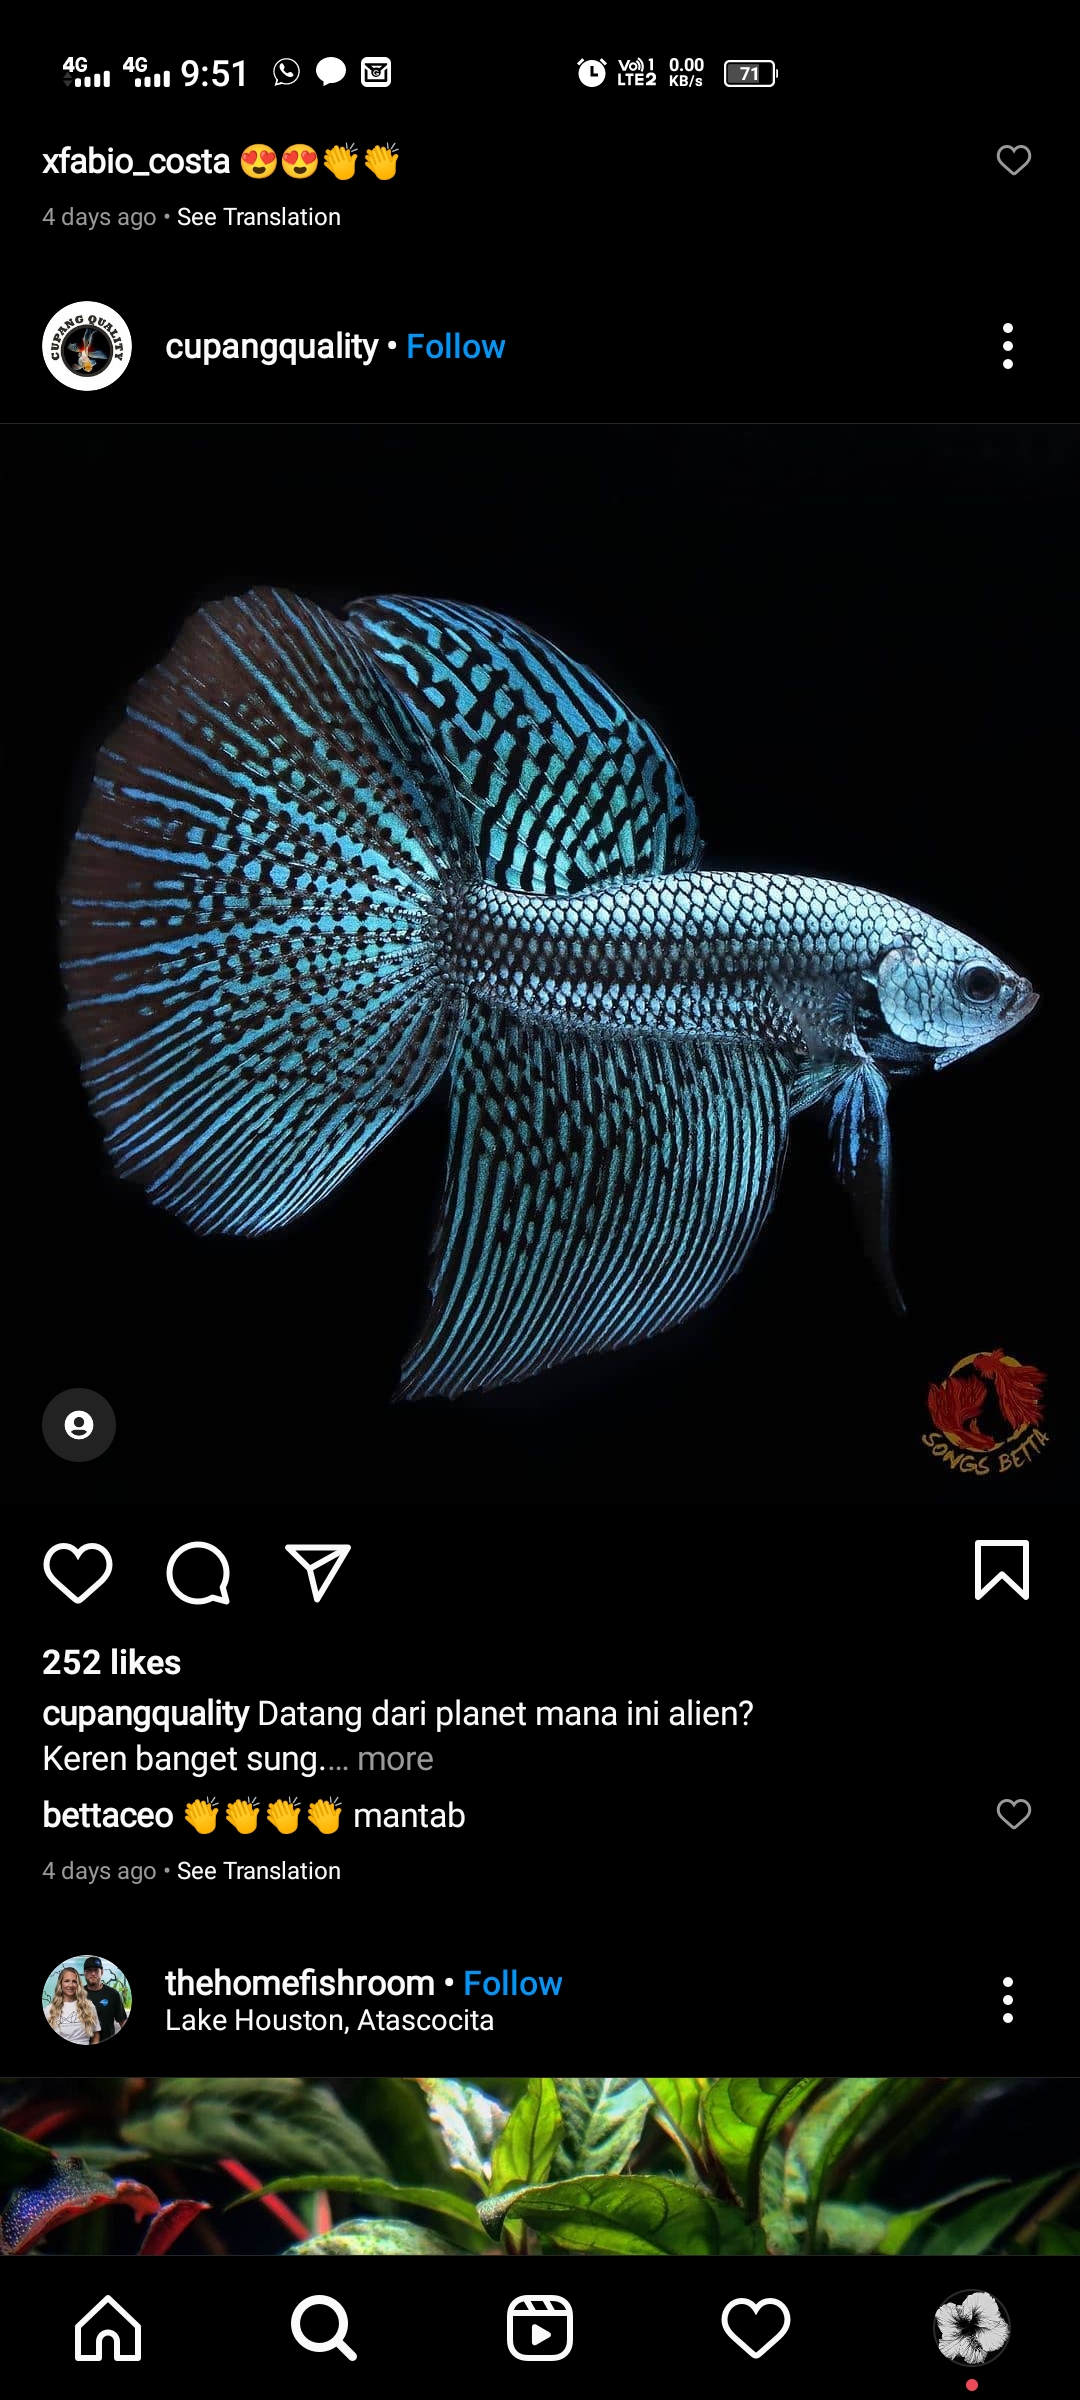 4G 4G 9:51 Vo) 1 LTE2 0.00 KB/s 71
xfabio_costa 😍😍👏👏
4 days ago • See Translation
CUPANG QUALITY
cupangquality • Follow
SONGS BETTA
252 likes
cupangquality Datang dari planet mana ini alien?
Keren banget sung.... more
bettaceo 👏👏👏👏 mantab
4 days ago • See Translation
thehomefishroom • Follow
Lake Houston, Atascocita